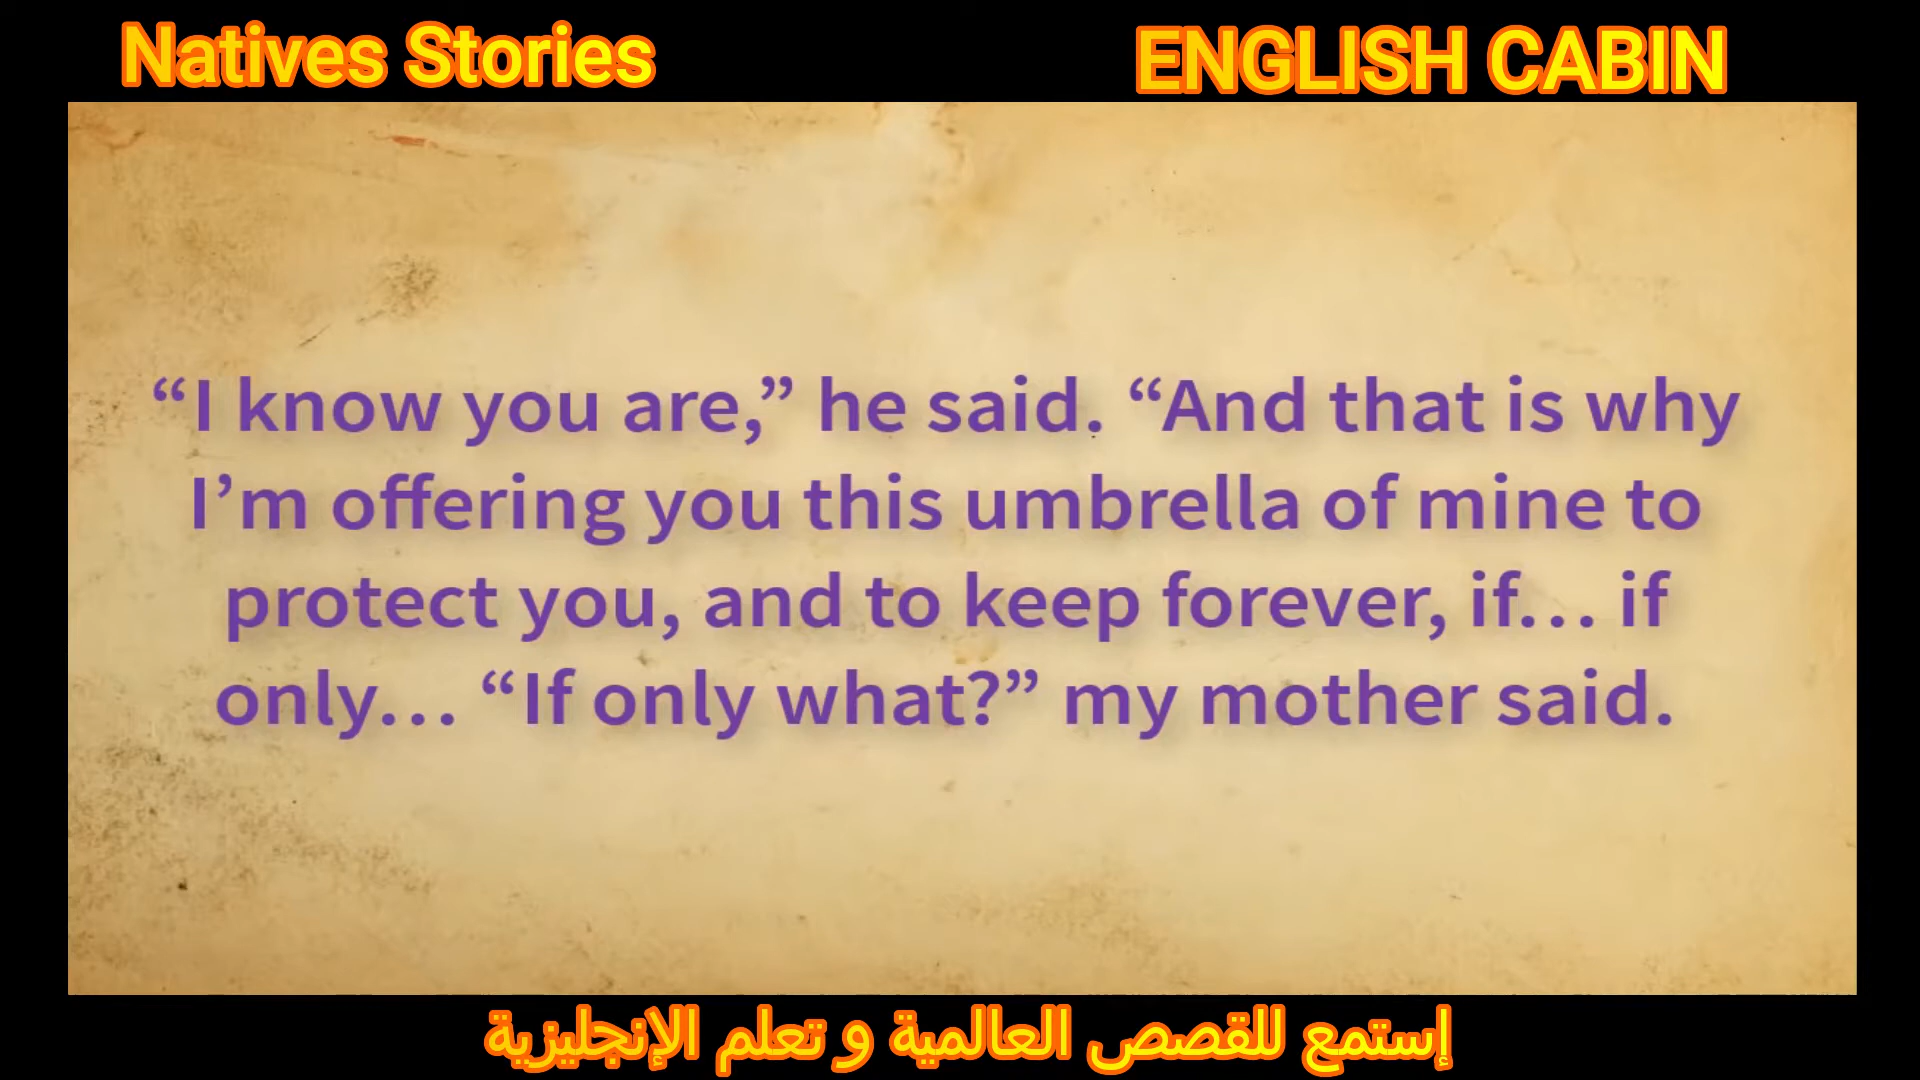 Natives Stories
ENGLISH CABIN
“I know you are,” he said. “And that is why
I’m offering you this umbrella of mine to
protect you, and to keep forever, if… if
only… “If only what?” my mother said.
إستمع للقصص العالمية و تعلم الإنجليزية